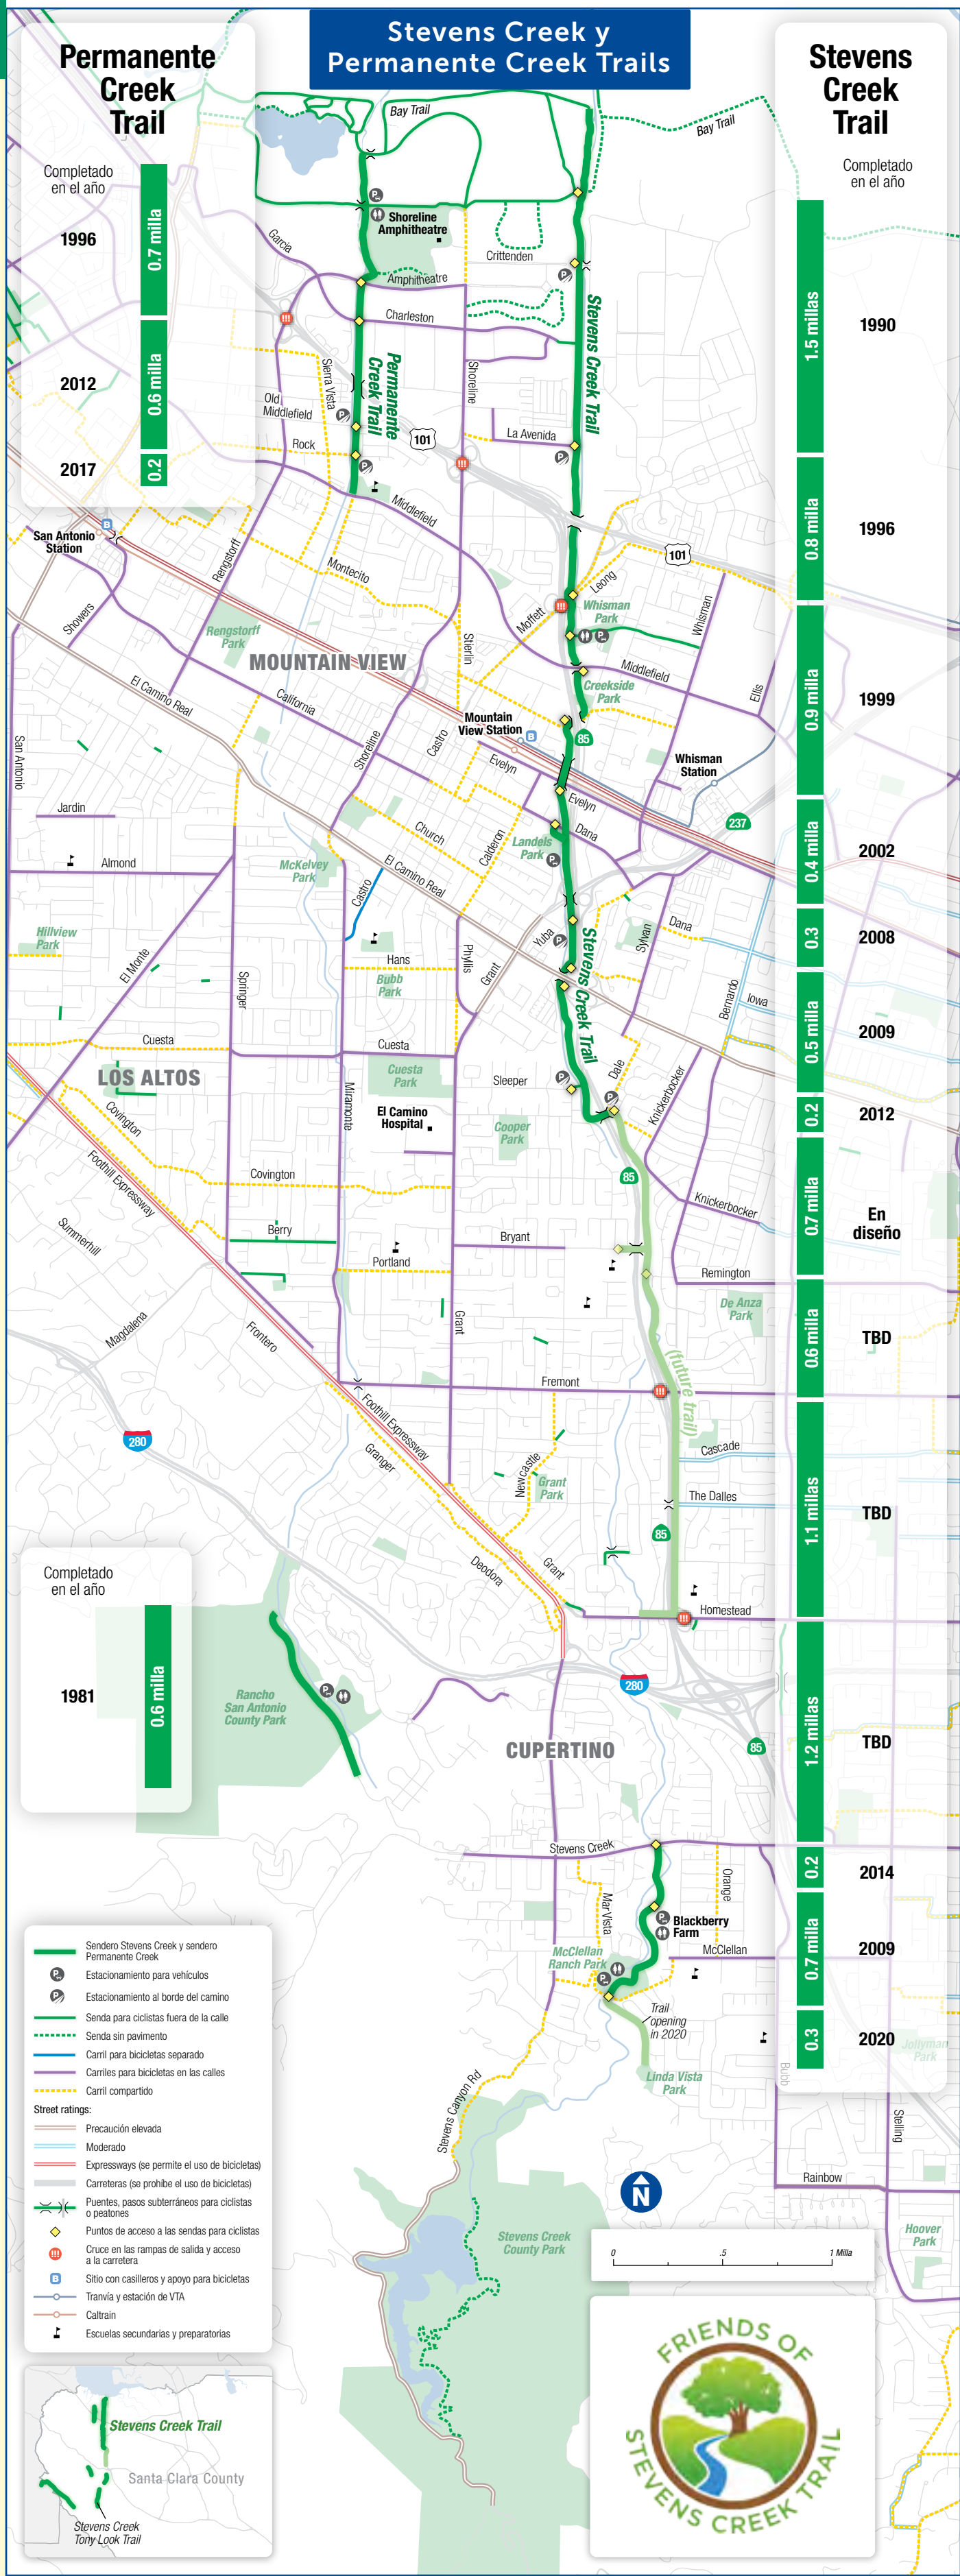 Stevens Creek y
Permanente Creek Trails
Permanente
Creek
Trail
Completado
en el año
1996
0.7 milla
2012
0.6 milla
2017
0.2
Stevens
Creek
Trail
Completado
en el año
1.5 millas
1990
0.8 milla
1996
0.9 milla
1999
0.4 milla
2002
0.3
2008
0.5 milla
2009
0.2
2012
0.7 milla
En
diseño
0.6 milla
TBD
1.1 millas
TBD
1.2 millas
TBD
0.2
2014
0.7 milla
2009
0.3
2020
Bay Trail
Bay Trail
Shoreline
Amphitheatre
Garcia
Crittenden
Amphitheatre
Charleston
Stevens Creek Trail
Permanente
Creek Trail
Sierra Vista
Shoreline
Old
Middlefield
101
La Avenida
Rock
Middlefield
San Antonio
Station
B
Rengstorff
Montecito
101
Leong
Whisman
Park
Whisman
Moffett
Showers
Rengstorff
Park
Stierlin
MOUNTAIN VIEW
Middlefield
Creekside
Park
Ellis
El Camino Real
California
Mountain
View Station
B
85
San Antonio
Shoreline
Castro
Evelyn
Whisman
Station
Evelyn
Jardin
Church
Calderon
Dana
237
Landels
Park
Almond
McKelvey
Park
El Camino Real
Castro
Hillview
Park
El Monte
Yuba
Stevens Creek Trail
Sylvan
Dana
Hans
Phyllis
Grant
Bubb
Park
Springer
Bernardo
Iowa
Cuesta
Cuesta
LOS ALTOS
Cuesta
Park
Sleeper
Dale
Knickerbocker
Covington
Miramonte
El Camino
Hospital
Cooper
Park
Foothill Expressway
Covington
85
Knickerbocker
Summerhill
Berry
Bryant
Portland
Remington
De Anza
Park
Magdalena
Frontero
Grant
(future trail)
Fremont
Foothill Expressway
280
Granger
Cascade
Newcastle
Grant
Park
The Dalles
85
Deodora
Grant
Homestead
Completado
en el año
1981
0.6 milla
Rancho
San Antonio
County Park
280
CUPERTINO
85
Stevens Creek
Orange
Mar Vista
Blackberry
Farm
McClellan
McClellan
Ranch Park
Trail
opening
in 2020
Linda Vista
Park
Jollyman
Park
Bubb
Stelling
Stevens Canyon Rd
Rainbow
N
Stevens Creek
County Park
Hoover
Park
0 .5 1 Milla
Sendero Stevens Creek y sendero
Permanente Creek
Estacionamiento para vehículos
Estacionamiento al borde del camino
Senda para ciclistas fuera de la calle
Senda sin pavimento
Carril para bicicletas separado
Carriles para bicicletas en las calles
Carril compartido
Street ratings:
Precaución elevada
Moderado
Expressways (se permite el uso de bicicletas)
Carreteras (se prohíbe el uso de bicicletas)
Puentes, pasos subterráneos para ciclistas
o peatones
Puntos de acceso a las sendas para ciclistas
Cruce en las rampas de salida y acceso
a la carretera
B Sitio con casilleros y apoyo para bicicletas
Tranvía y estación de VTA
Caltrain
Escuelas secundarias y preparatorias
Stevens Creek Trail
Santa Clara County
Stevens Creek
Tony Look Trail
FRIENDS OF
STEVENS CREEK TRAIL